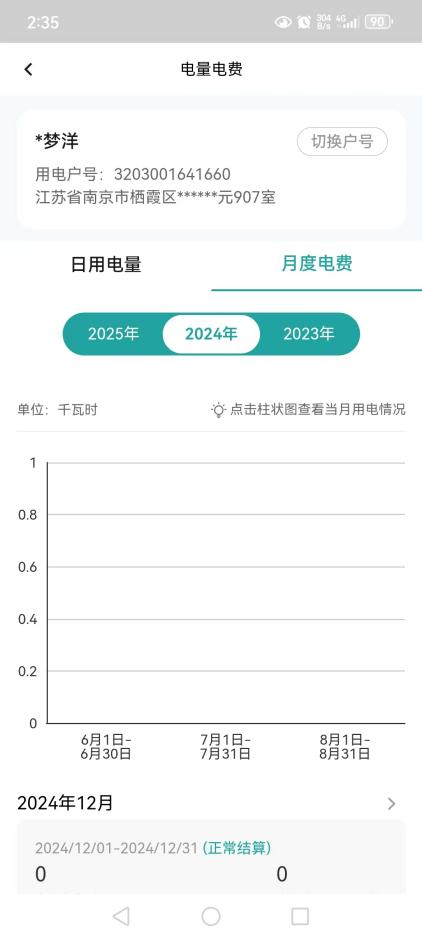 2:35
304 B/s 4G 90
电量电费
*梦洋
切换户号
用电户号：3203001641660
江苏省南京市栖霞区******元907室
日用电量 月度电费
2025年 2024年 2023年
单位：千瓦时 点击柱状图查看当月用电情况
1
0.8
0.6
0.4
0.2
0
6月1日- 7月1日- 8月1日-
6月30日 7月31日 8月31日
2024年12月
2024/12/01-2024/12/31 (正常结算)
0 0